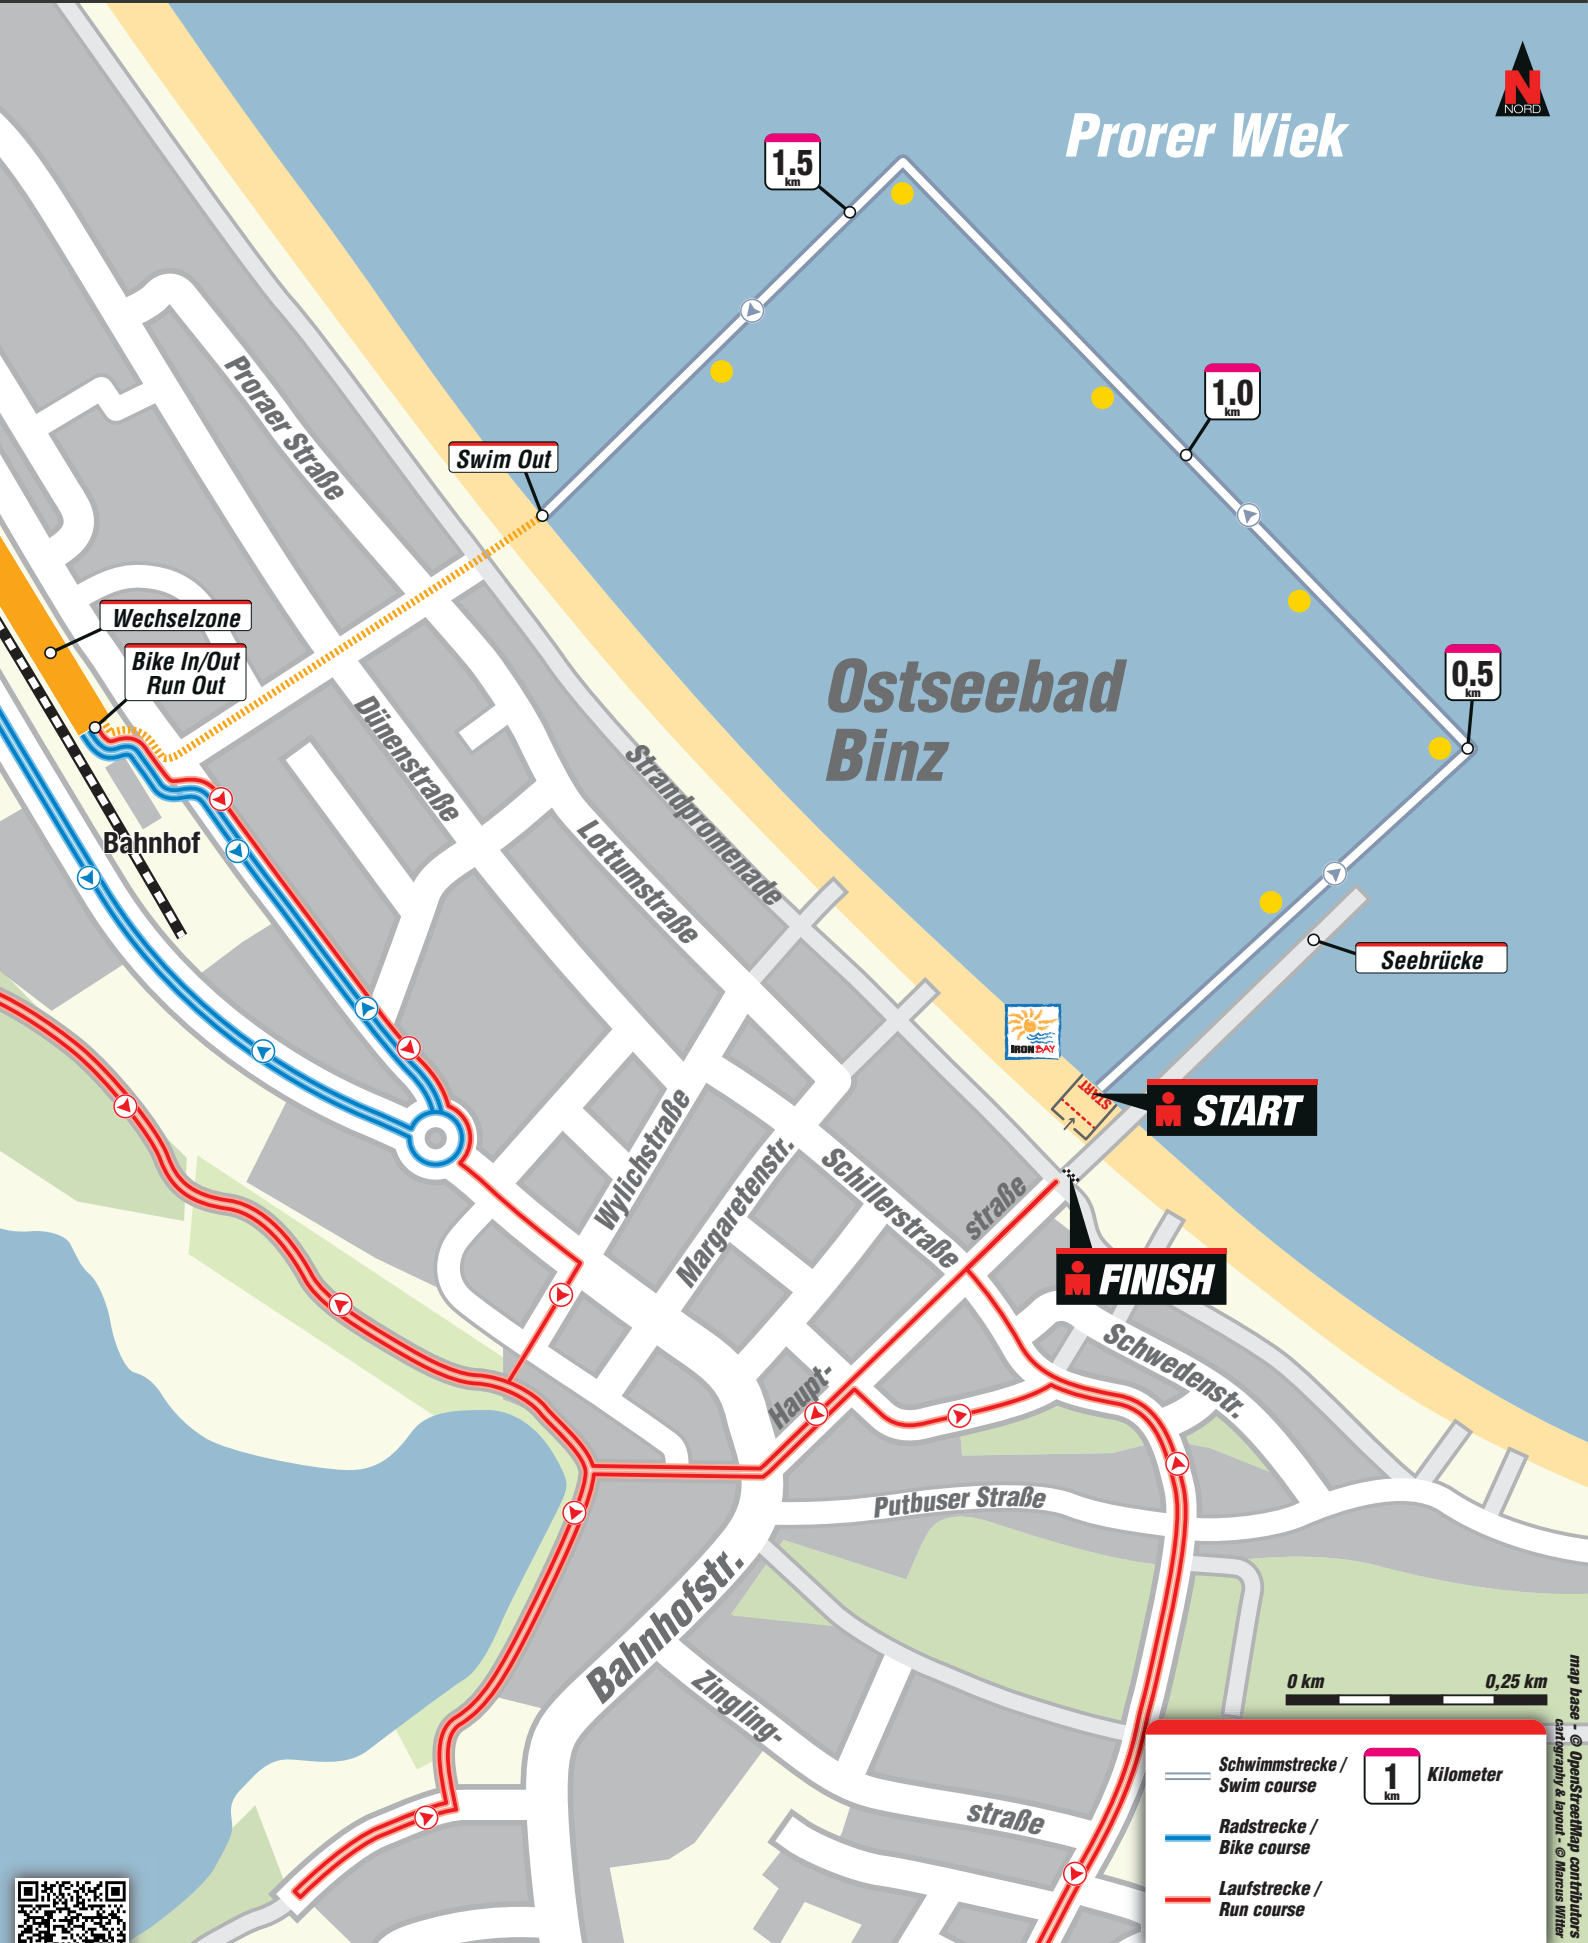 N
NORD
Prorer Wiek
1.5
km
1.0
km
Proraer Straße
Swim Out
Wechselzone
Bike In/Out
Run Out
Ostseebad
Binz
0.5
km
Dünenstraße
Strandpromenade
Bahnhof
Lottumstraße
Seebrücke
IRONBAY
START
START
Wylichstraße
Margaretenstr.
Schillerstraße
straße
FINISH
Haupt-
Schwedenstr.
Putbuser Straße
Bahnhofstr.
Zingling-
straße
0 km
0,25 km
Schwimmstrecke /
Swim course
1
km
Kilometer
Radstrecke /
Bike course
Laufstrecke /
Run course
map base - © OpenStreetMap contributors
cartography & layout - © Marcus Witter